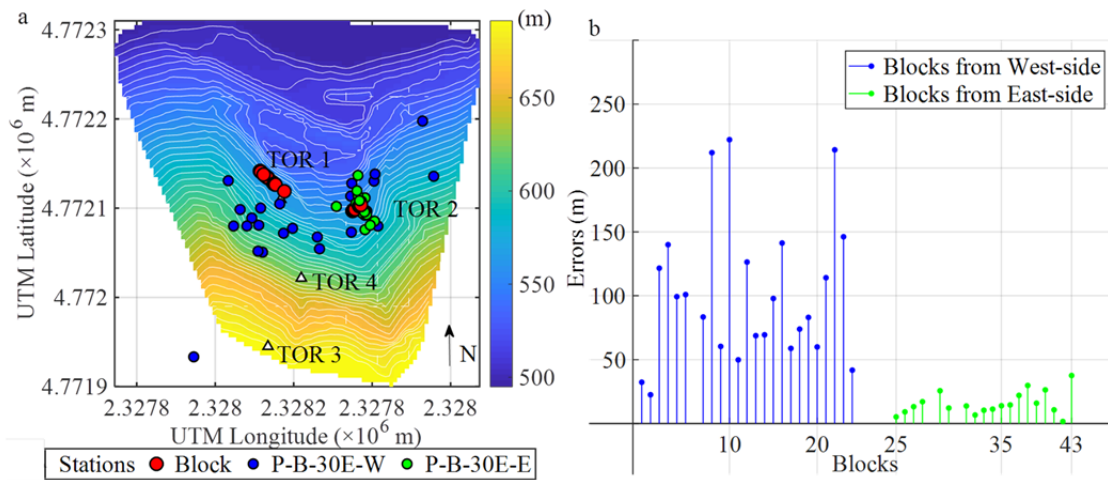 a
(m)
4.7723
4.7722
4.7721
4.772
4.7719
UTM Latitude (×10⁶ m)
TOR 1
TOR 2
TOR 4
TOR 3
N
650
600
550
500
2.3278 2.328 2.3282 2.3278 2.328
UTM Longitude (×10⁶ m)
Stations Block P-B-30E-W P-B-30E-E
b
Blocks from West-side
Blocks from East-side
300
250
200
150
100
50
Errors (m)
10 20 25 35 43
Blocks